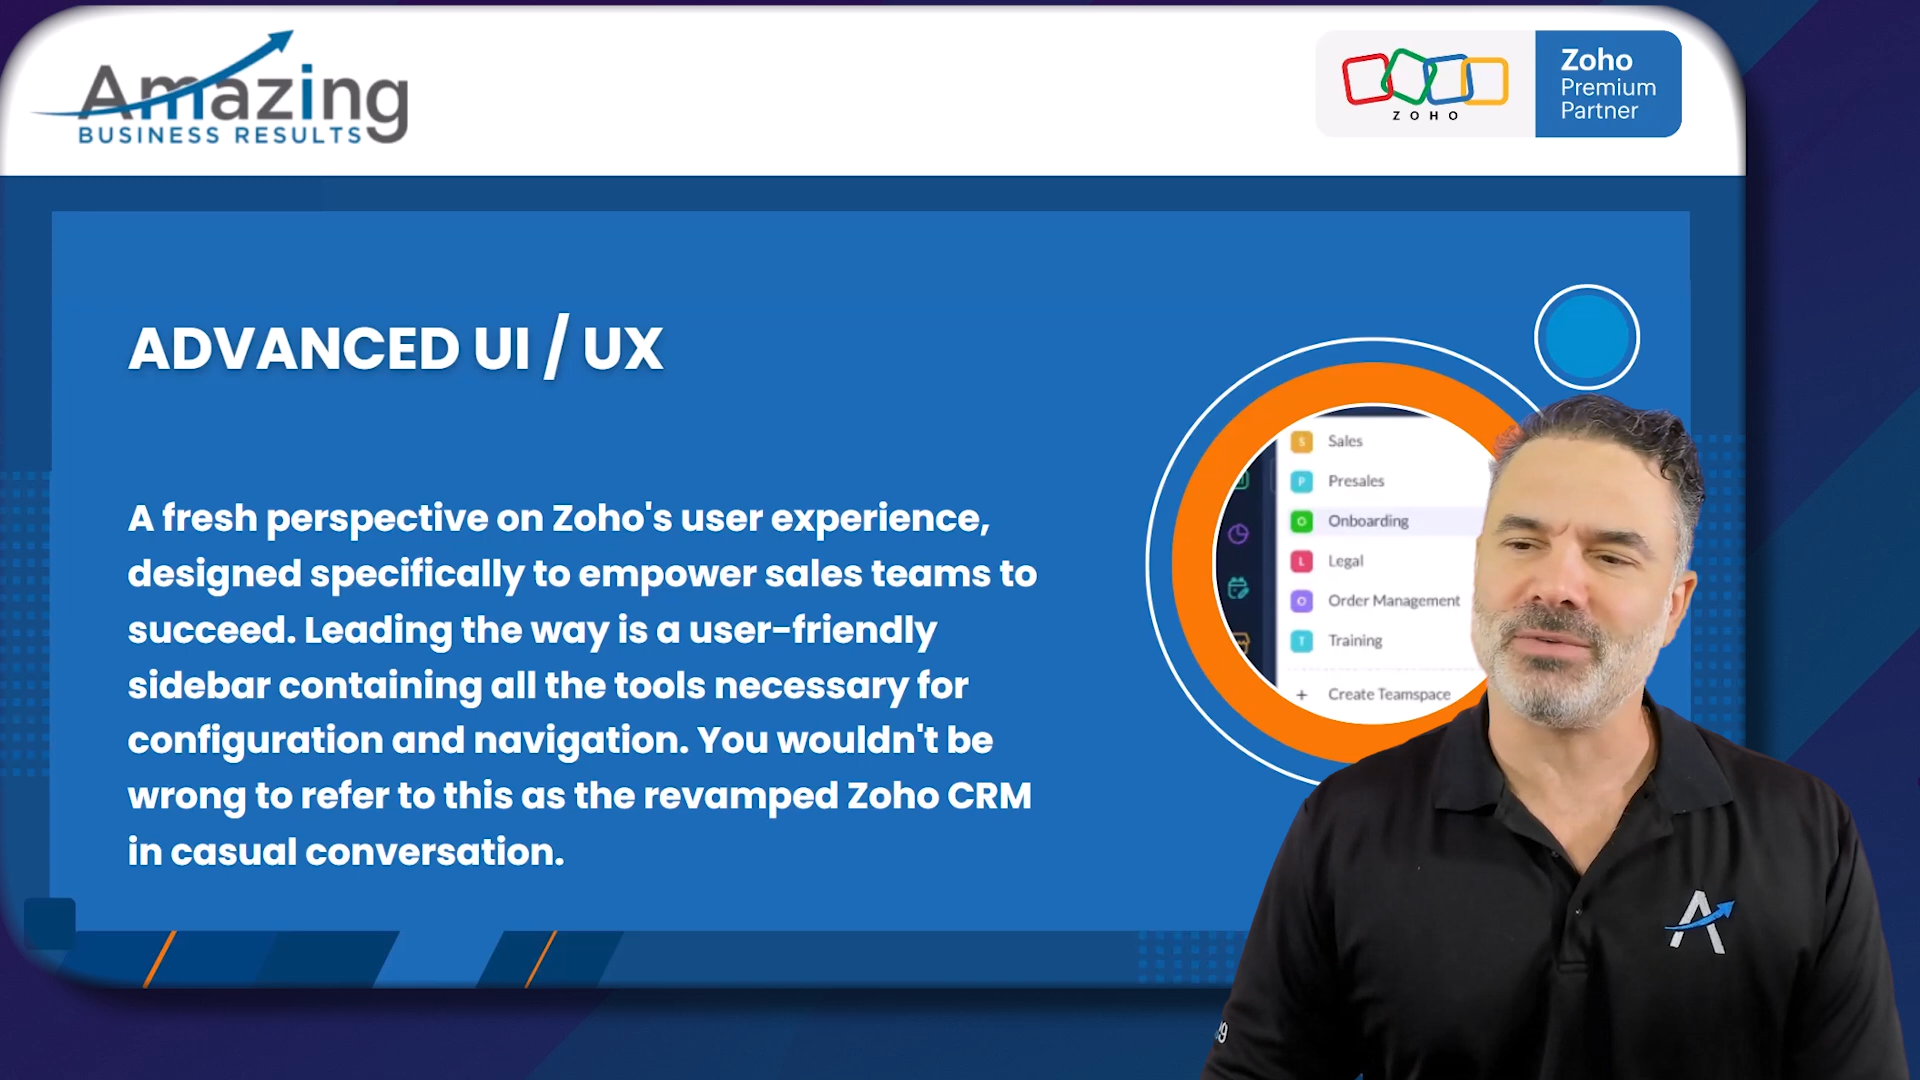 Amazing
BUSINESS RESULTS
ZOHO
Zoho
Premium
Partner
ADVANCED UI / UX
A fresh perspective on Zoho's user experience,
designed specifically to empower sales teams to
succeed. Leading the way is a user-friendly
sidebar containing all the tools necessary for
configuration and navigation. You wouldn't be
wrong to refer to this as the revamped Zoho CRM
in casual conversation.
S Sales
P Presales
O Onboarding
L Legal
O Order Management
T Training
+ Create Teamspace
A